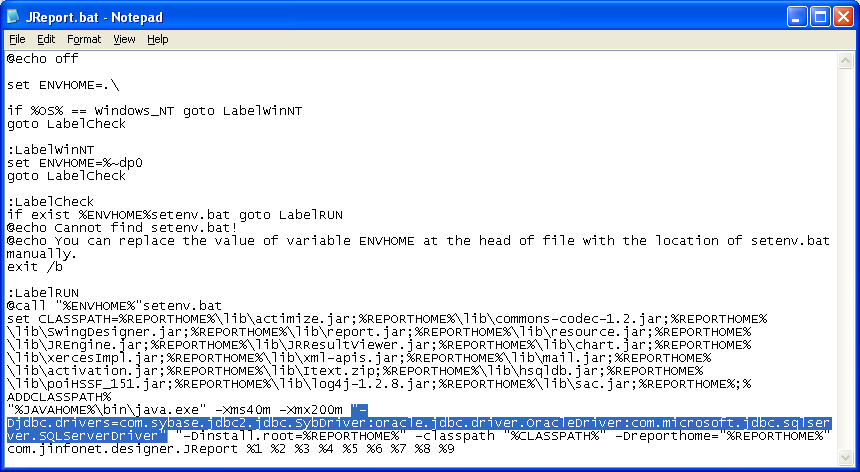 JReport.bat - Notepad
File Edit Format View Help
@echo off
set ENVHOME=.\
if %OS% == Windows_NT goto LabelWinNT
goto LabelCheck
:LabelWinNT
set ENVHOME=%~dp0
goto LabelCheck
:LabelCheck
if exist %ENVHOME%setenv.bat goto LabelRUN
@echo Cannot find setenv.bat!
@echo You can replace the value of variable ENVHOME at the head of file with the location of setenv.bat
manually.
exit /b
:LabelRUN
@call "%ENVHOME%"setenv.bat
set CLASSPATH=%REPORTHOME%\lib\actimize.jar;%REPORTHOME%\lib\commons-codec-1.2.jar;%REPORTHOME%
\lib\SwingDesigner.jar;%REPORTHOME%\lib\report.jar;%REPORTHOME%\lib\resource.jar;%REPORTHOME%
\lib\JREngine.jar;%REPORTHOME%\lib\JRResultViewer.jar;%REPORTHOME%\lib\chart.jar;%REPORTHOME%
\lib\xercesImpl.jar;%REPORTHOME%\lib\xml-apis.jar;%REPORTHOME%\lib\mail.jar;%REPORTHOME%
\lib\activation.jar;%REPORTHOME%\lib\Itext.zip;%REPORTHOME%\lib\hsqldb.jar;%REPORTHOME%
\lib\poiHSSF_151.jar;%REPORTHOME%\lib\log4j-1.2.8.jar;%REPORTHOME%\lib\sac.jar;%REPORTHOME%;%
ADDCLASSPATH%
"%JAVAHOME%\bin\java.exe" -Xms40m -Xmx200m "-
Djdbc.drivers=com.sybase.jdbc2.jdbc.SybDriver:oracle.jdbc.driver.OracleDriver:com.microsoft.jdbc.sqlser
ver.SQLServerDriver" "-Dinstall.root=%REPORTHOME%" -classpath "%CLASSPATH%" -Dreporthome="%REPORTHOME%"
com.jinfonet.designer.JReport %1 %2 %3 %4 %5 %6 %7 %8 %9